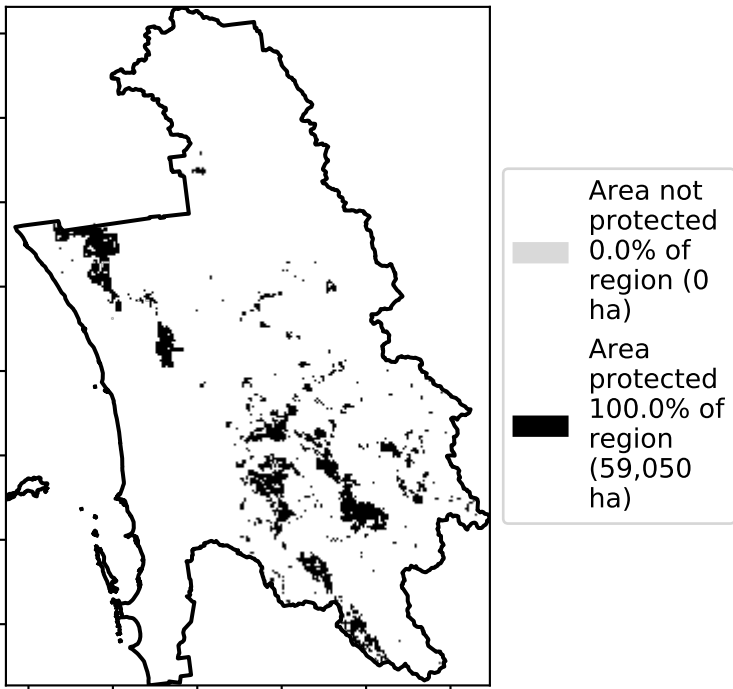 Area not
protected
0.0% of
region (0
ha)
Area
protected
100.0% of
region
(59,050
ha)